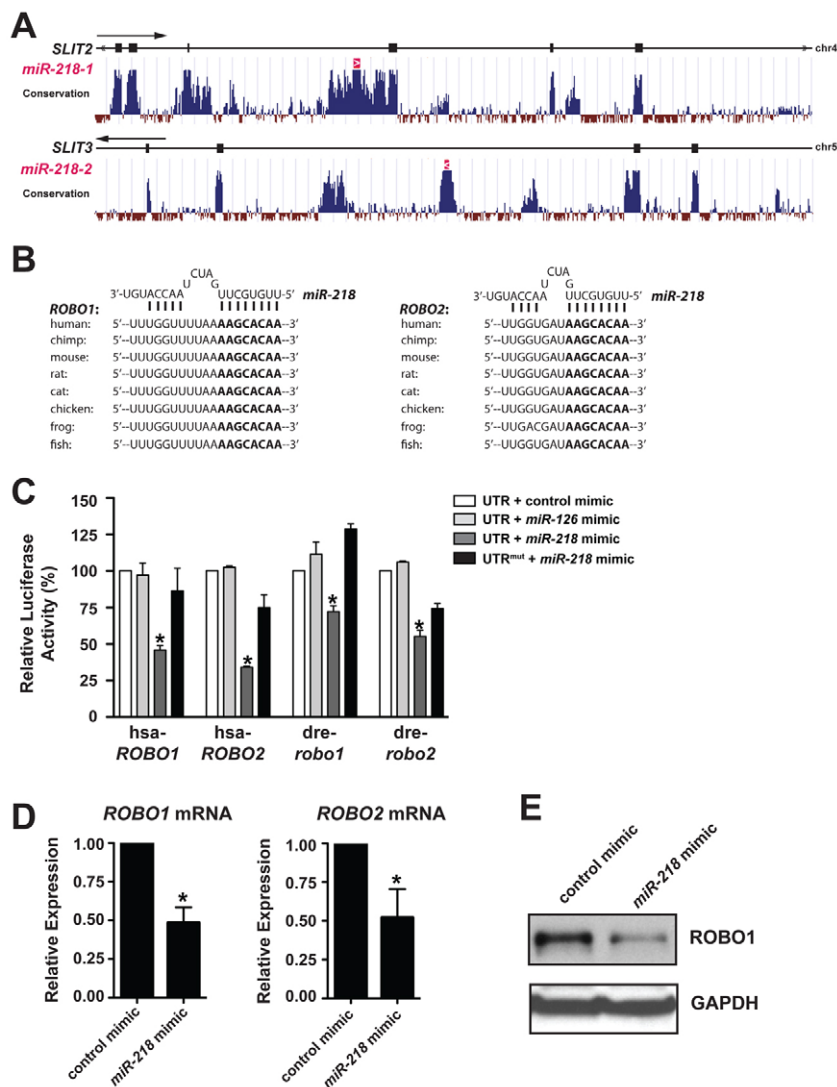 A
SLIT2
chr4
miR-218-1
Conservation
SLIT3
chr5
miR-218-2
Conservation
B
CUA
U G
3'-UGUACCAA UUCGUGUU-5' miR-218
ROBO1:
human: 5'--UUUGGUUUUAAAAGCACAA--3'
chimp: 5'--UUUGGUUUUAAAAGCACAA--3'
mouse: 5'--UUUGGUUUUAAAAGCACAA--3'
rat: 5'--UUUGGUUUUAAAAGCACAA--3'
cat: 5'--UUUGGUUUUAAAAGCACAA--3'
chicken: 5'--UUUGGUUUUAAAAGCACAA--3'
frog: 5'--UUUGGUUUUAAAAGCACAA--3'
fish: 5'--UUUGGUUUUAAAAGCACAA--3'
CUA
U G
3'-UGUACCAA UUCGUGUU-5' miR-218
ROBO2:
human: 5'--UUGGUGAUAAGCACAA--3'
chimp: 5'--UUGGUGAUAAGCACAA--3'
mouse: 5'--UUGGUGAUAAGCACAA--3'
rat: 5'--UUGGUGAUAAGCACAA--3'
cat: 5'--UUGGUGAUAAGCACAA--3'
chicken: 5'--UUGGUGAUAAGCACAA--3'
frog: 5'--UUGACGAUAAGCACAA--3'
fish: 5'--UUGGUGAUAAGCACAA--3'
C
Relative Luciferase
Activity (%)
150
125
100
75
50
25
0
* * * *
hsa-
ROBO1
hsa-
ROBO2
dre-
robo1
dre-
robo2
UTR + control mimic
UTR + miR-126 mimic
UTR + miR-218 mimic
UTRmut + miR-218 mimic
D
ROBO1 mRNA
Relative Expression
1.00
0.75
0.50
0.25
0.00
*
control mimic
miR-218 mimic
ROBO2 mRNA
Relative Expression
1.00
0.75
0.50
0.25
0.00
*
control mimic
miR-218 mimic
E
control mimic
miR-218 mimic
ROBO1
GAPDH